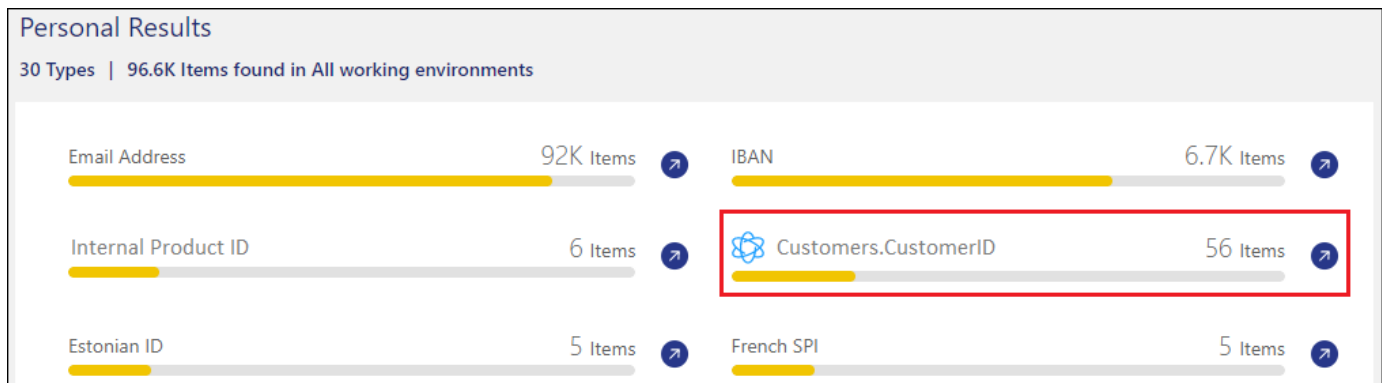 Personal Results
30 Types | 96.6K Items found in All working environments
Email Address 92K Items
IBAN 6.7K Items
Internal Product ID 6 Items
Customers.CustomerID 56 Items
Estonian ID 5 Items
French SPI 5 Items